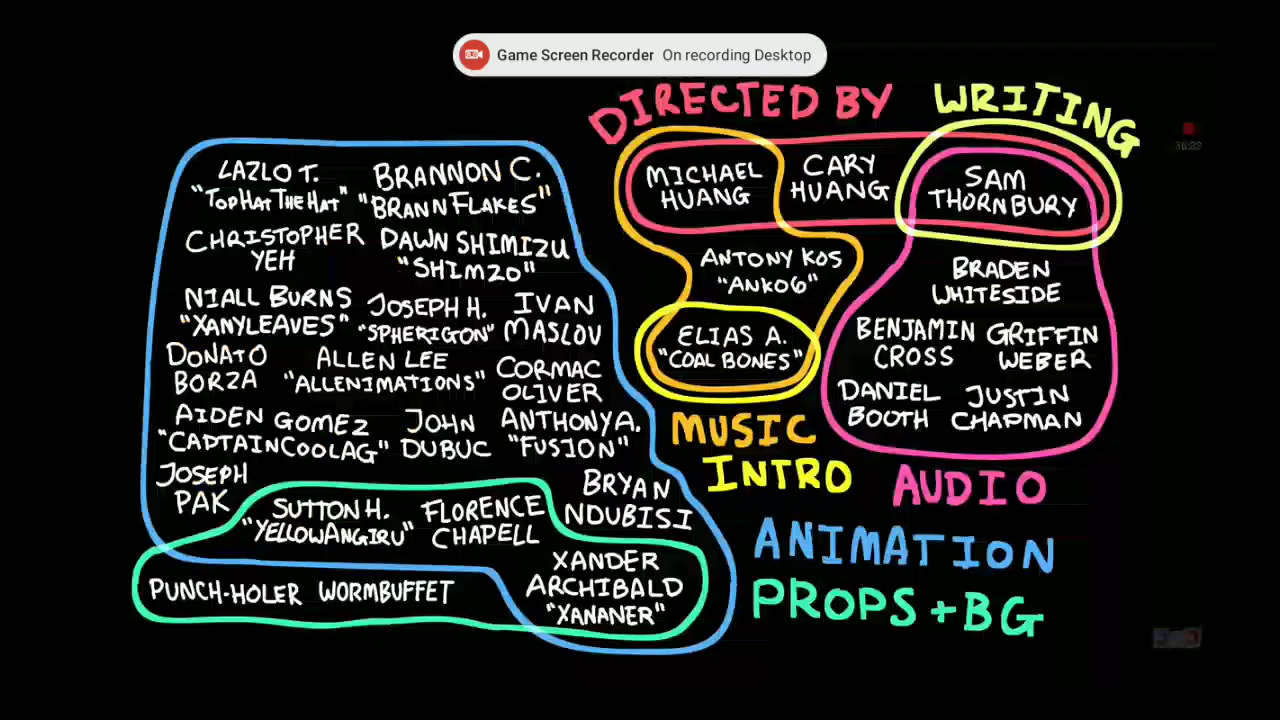 Game Screen Recorder On recording Desktop
DIRECTED BY
WRITING
MICHAEL HUANG
CARY HUANG
SAM THORNBURY
ANTONY KOS
"ANKOG"
ELIAS A.
"COAL BONES"
BRADEN WHITESIDE
BENJAMIN CROSS
GRIFFIN WEBER
DANIEL BOOTH
JUSTIN CHAPMAN
MUSIC
INTRO
AUDIO
LAZLO T.
"TOPHATTHEHAT"
BRANNON C.
"BRANNFLAKES"
CHRISTOPHER YEH
DAWN SHIMIZU
"SHIMZO"
NIALL BURNS
"XANYLEAVES"
JOSEPH H.
"SPHERIGON"
IVAN MASLOV
DONATO BORZA
ALLEN LEE
"ALLENIMATIONS"
CORMAC OLIVER
AIDEN GOMEZ
"CAPTAINCOOLAG"
JOHN DUBUC
ANTHONY A.
"FUSION"
JOSEPH PAK
SUTTON H.
"YELLOWANGIRU"
FLORENCE CHAPELL
BRYAN NDUBISI
PUNCH-HOLER
WORMBUFFET
XANDER ARCHIBALD
"XANANER"
ANIMATION
PROPS + BG